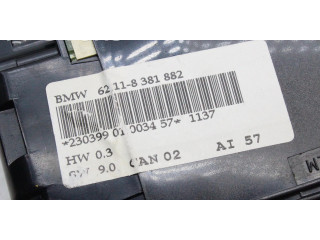 BMW 62 11-8 381 882
*230399 01 0034 57* 1137
HW 0.3
SW 9.0 CAN 02 AI 57